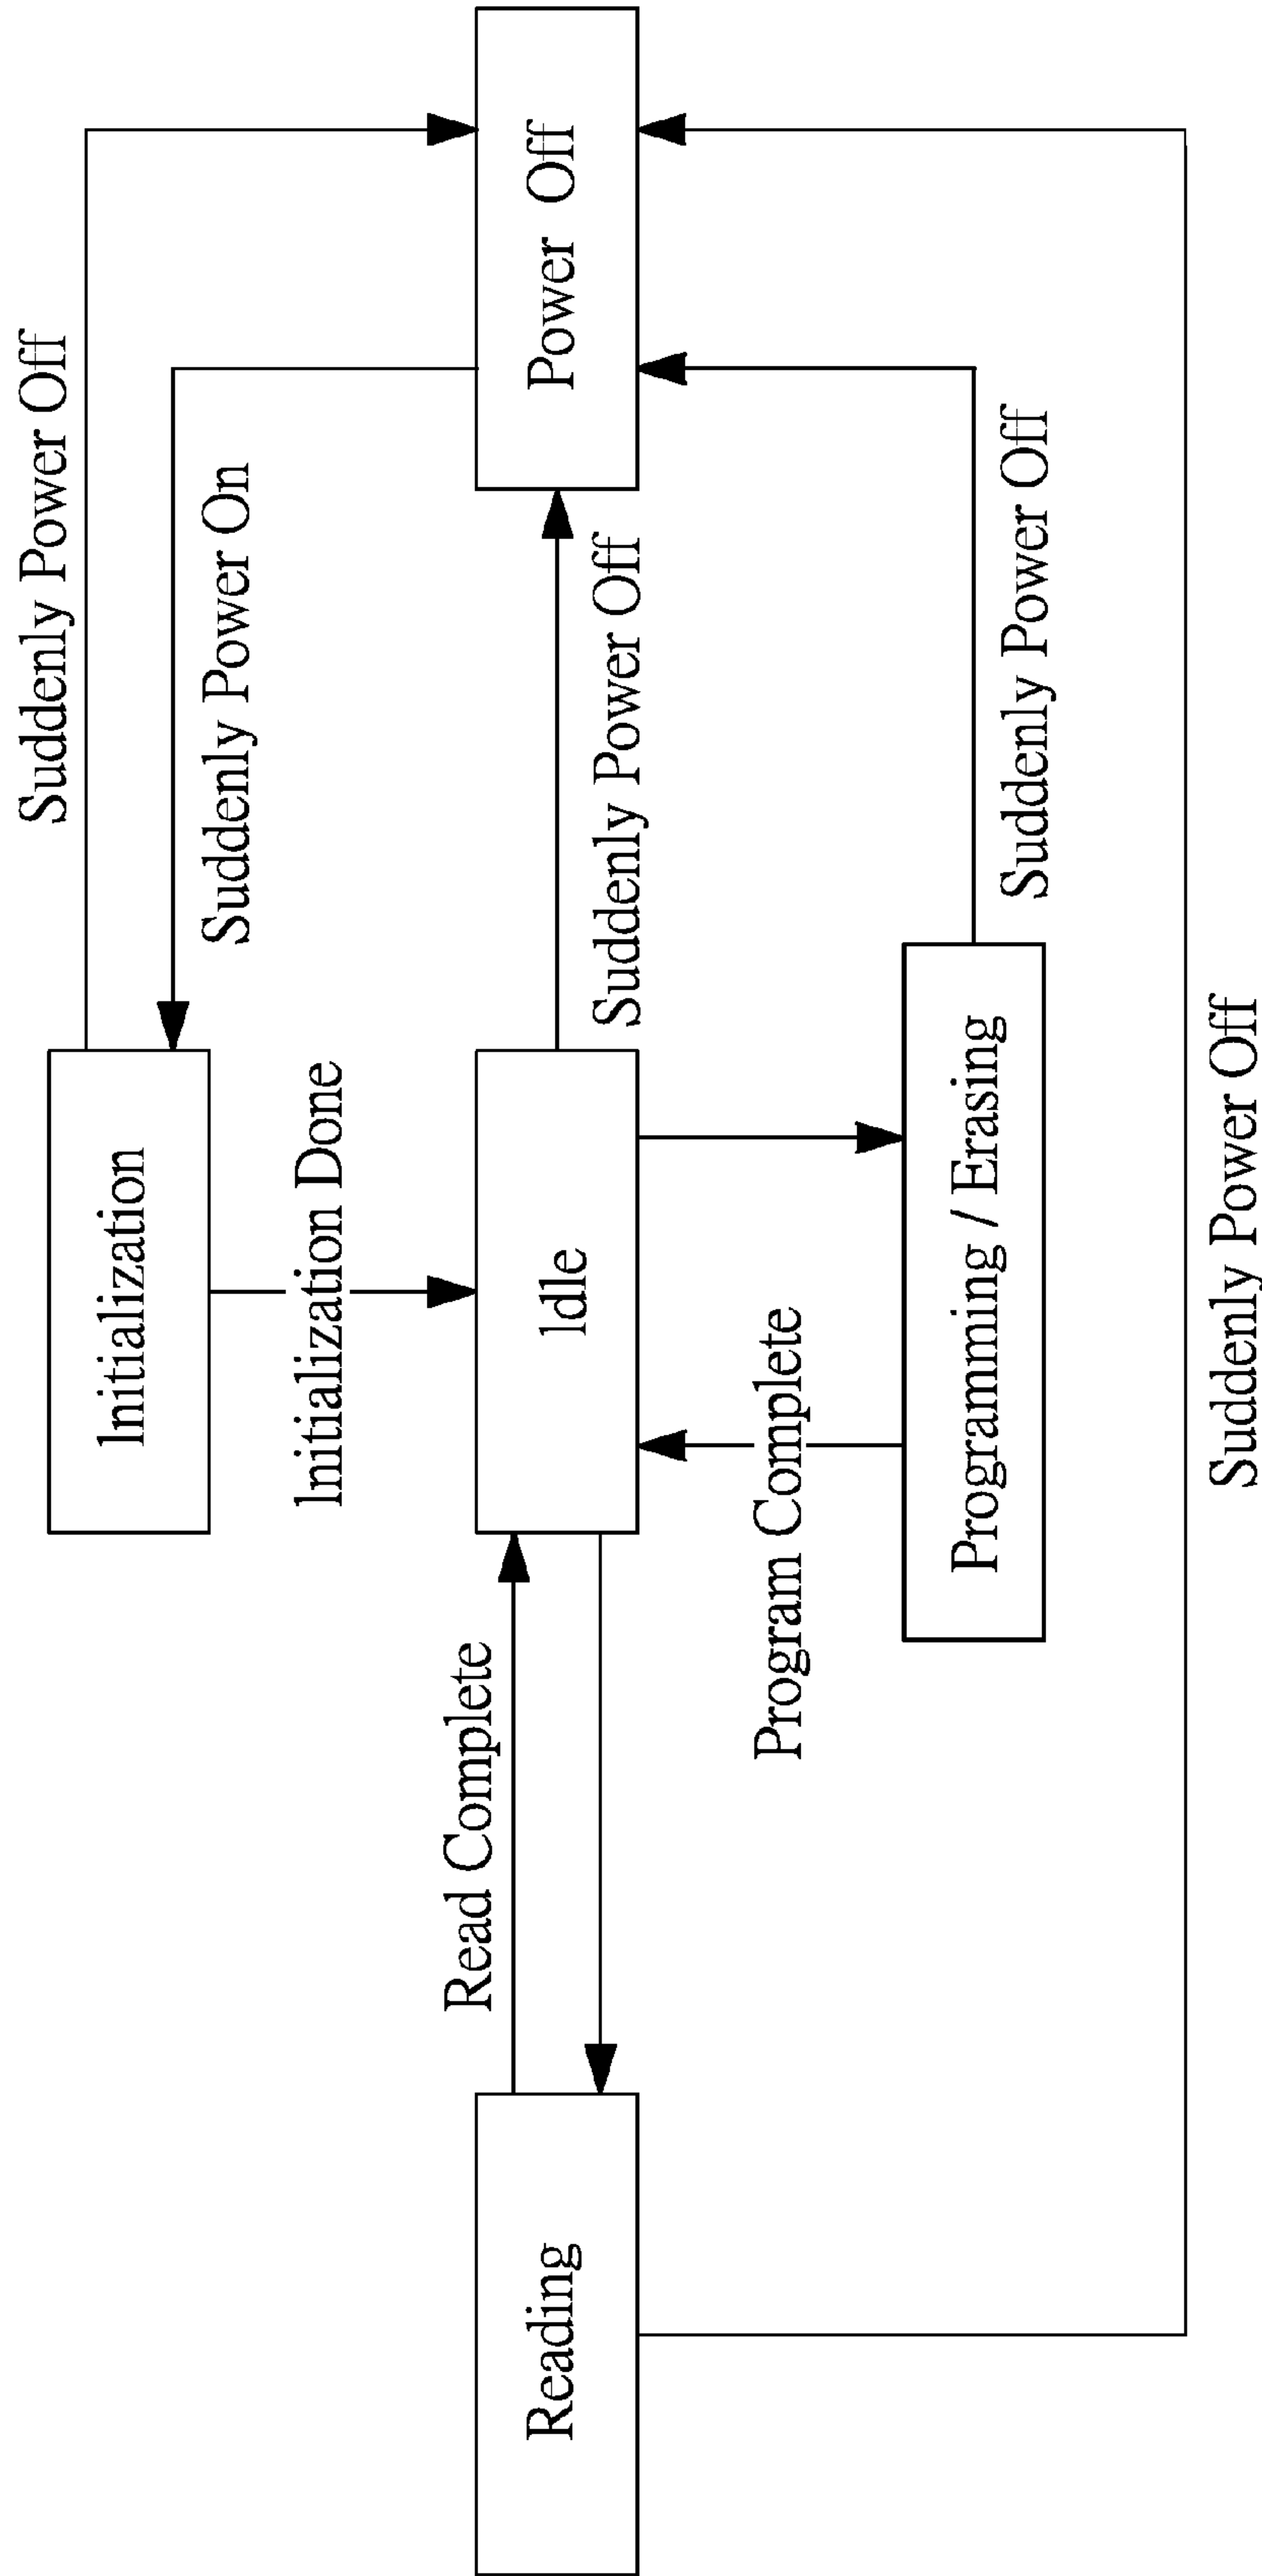 Suddenly Power Off
Initialization
Suddenly Power On
Initialization Done
Read Complete
Reading
Idle
Power Off
Suddenly Power Off
Program Complete
Programming / Erasing
Suddenly Power Off
Suddenly Power Off